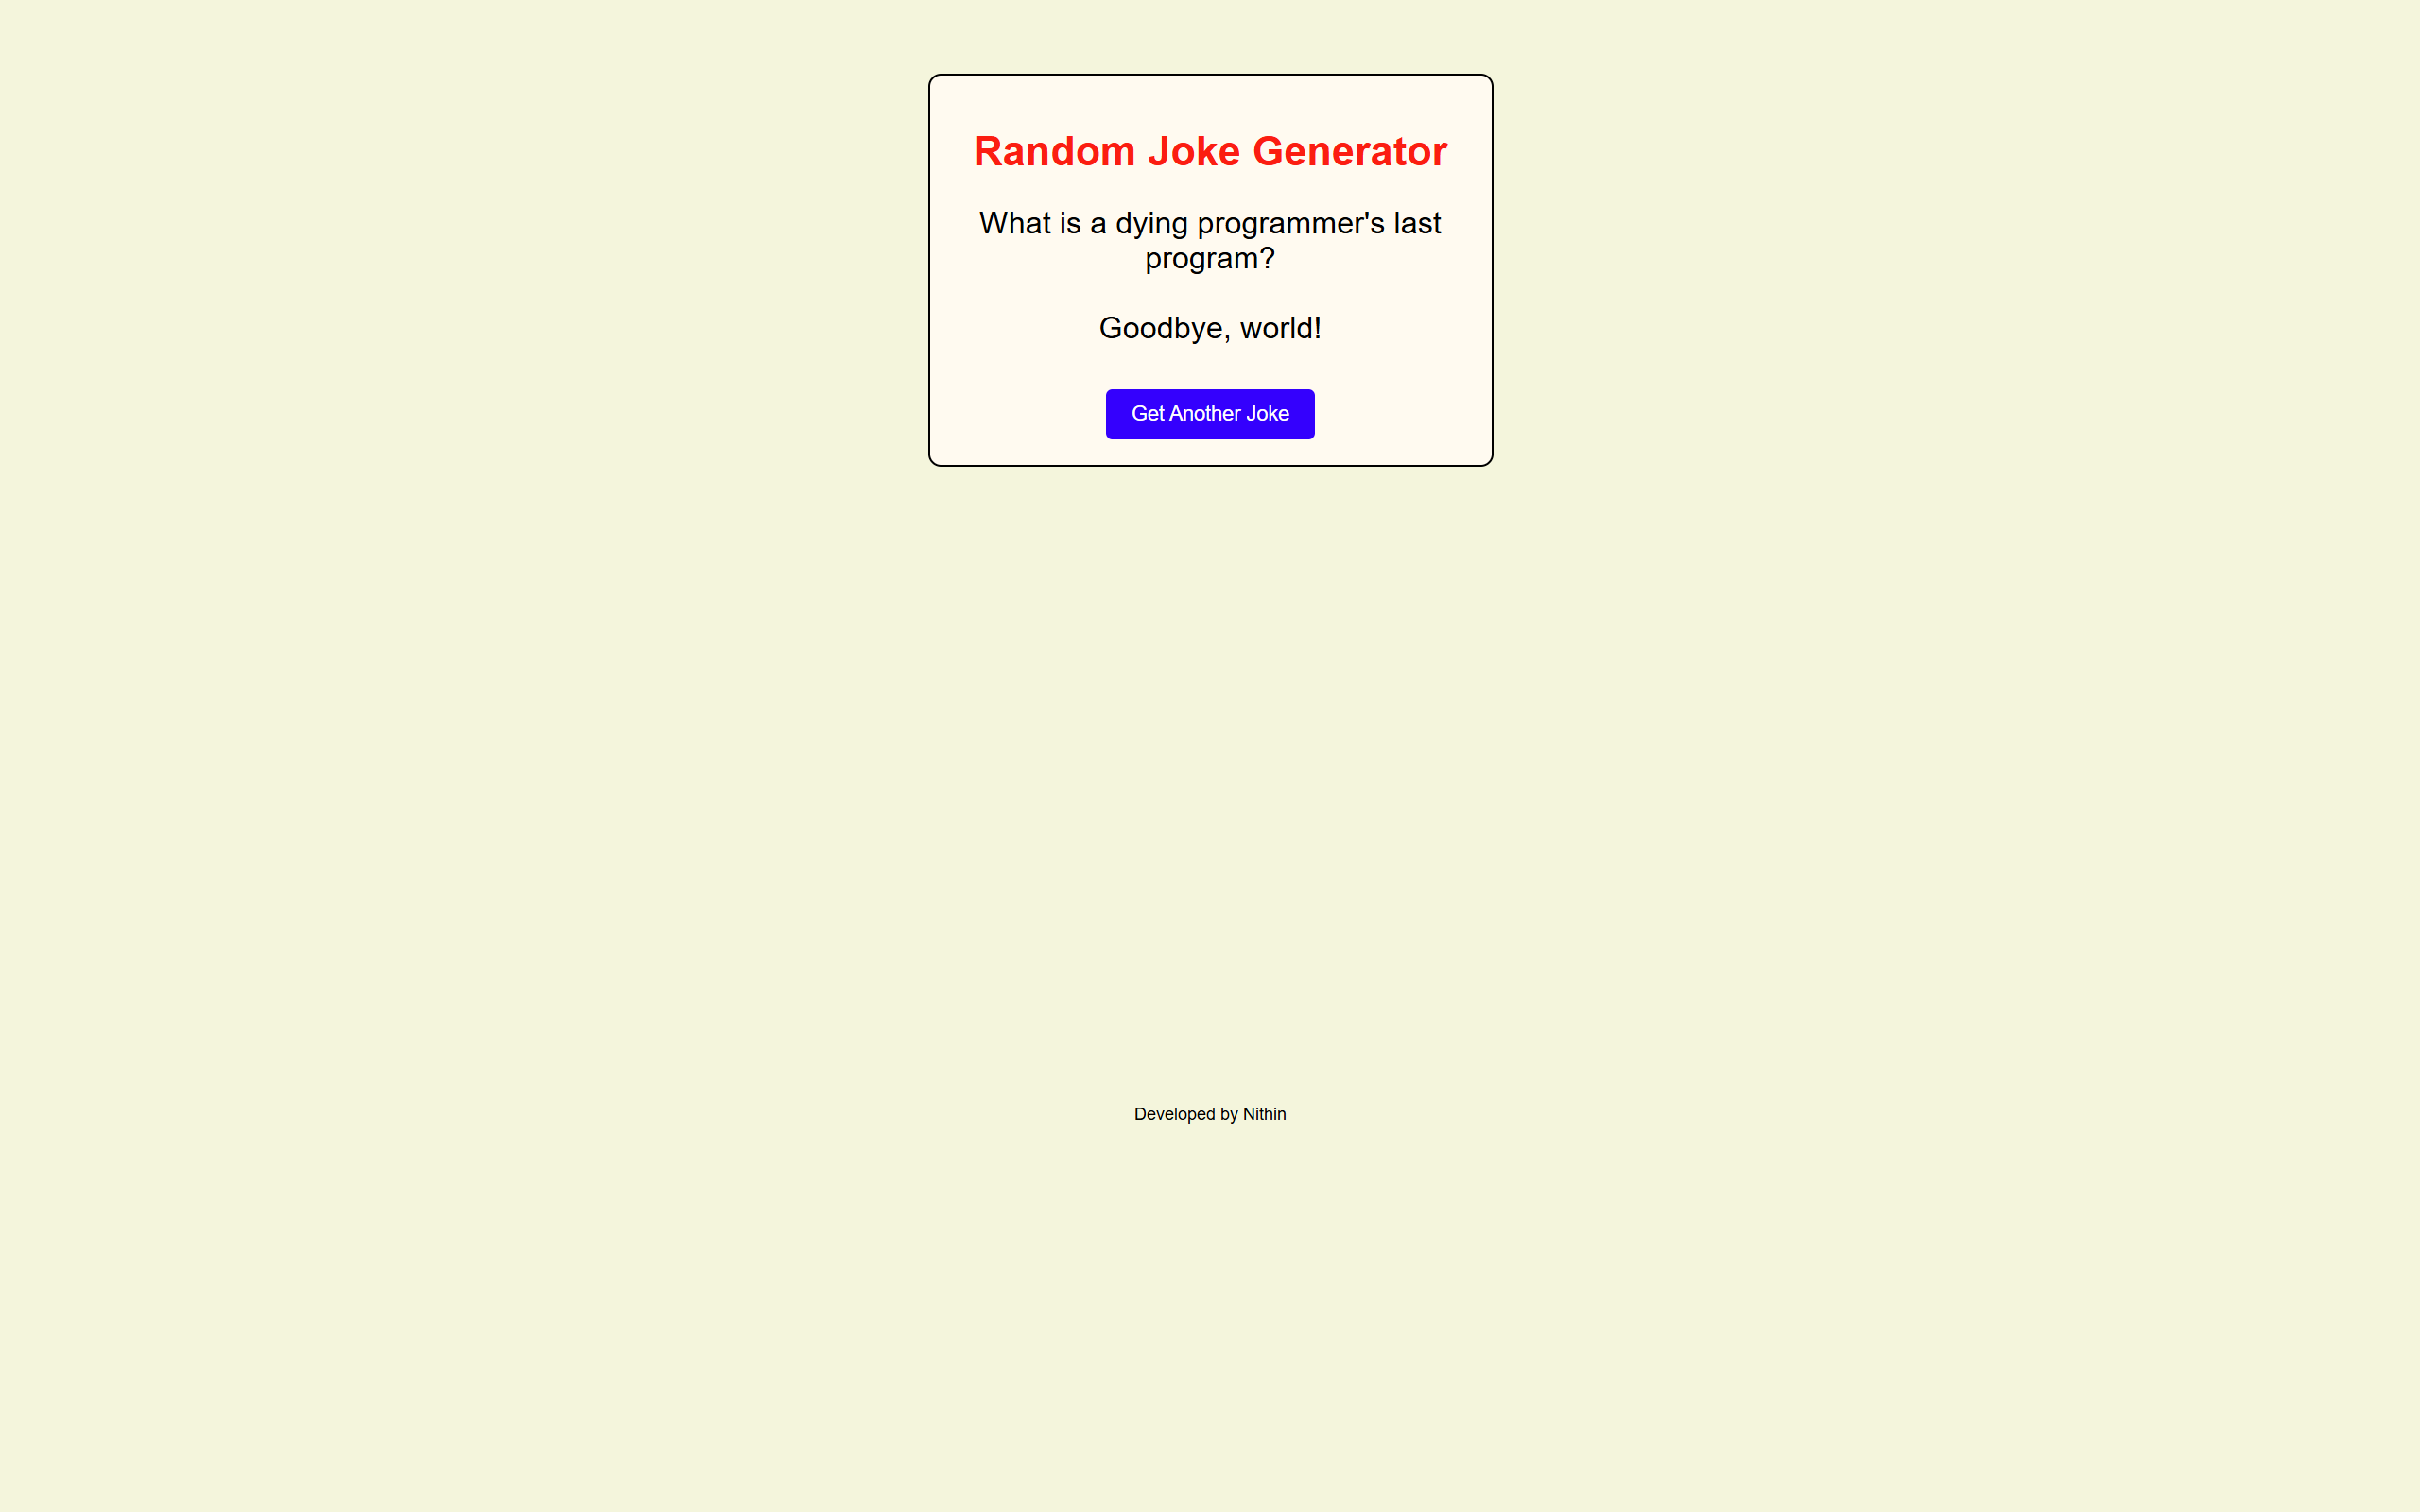 Random Joke Generator
What is a dying programmer's last
program?
Goodbye, world!
Get Another Joke
Developed by Nithin